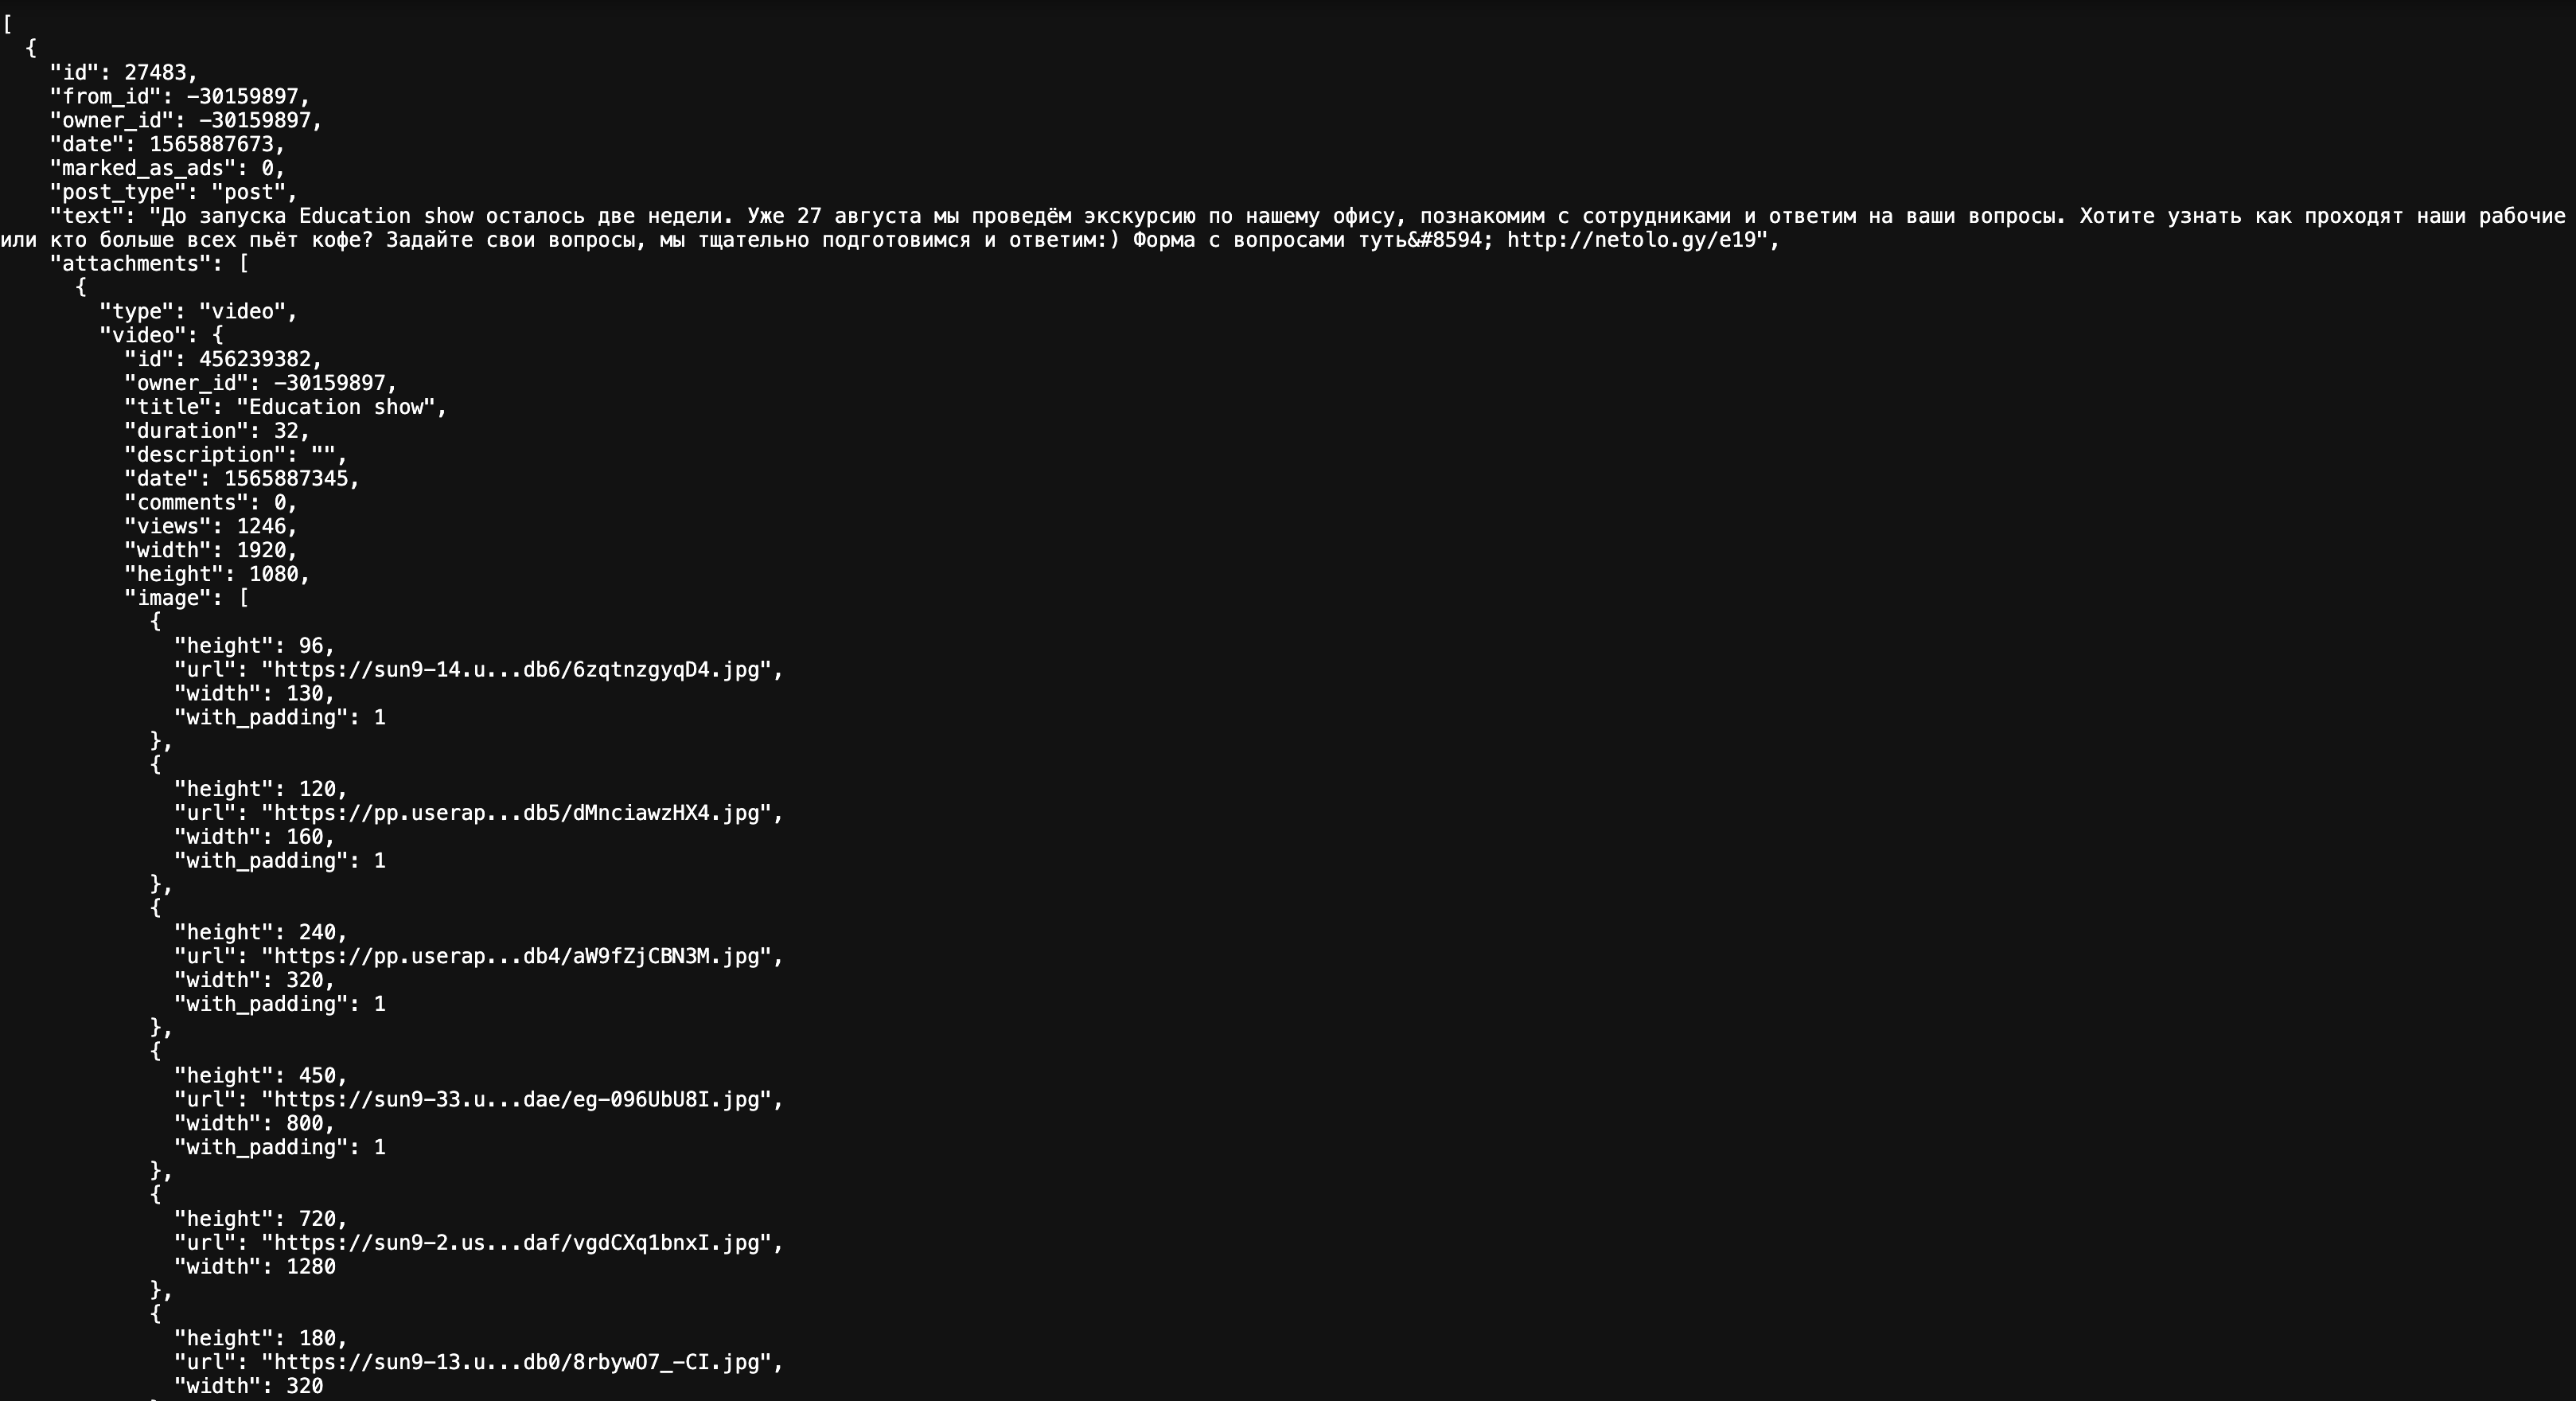 [
  {
    "id": 27483,
    "from_id": -30159897,
    "owner_id": -30159897,
    "date": 1565887673,
    "marked_as_ads": 0,
    "post_type": "post",
    "text": "До запуска Education show осталось две недели. Уже 27 августа мы проведём экскурсию по нашему офису, познакомим с сотрудниками и ответим на ваши вопросы. Хотите узнать как проходят наши рабочие
или кто больше всех пьёт кофе? Задайте свои вопросы, мы тщательно подготовимся и ответим:) Форма с вопросами туть&#8594; http://netolo.gy/e19",
    "attachments": [
      {
        "type": "video",
        "video": {
          "id": 456239382,
          "owner_id": -30159897,
          "title": "Education show",
          "duration": 32,
          "description": "",
          "date": 1565887345,
          "comments": 0,
          "views": 1246,
          "width": 1920,
          "height": 1080,
          "image": [
            {
              "height": 96,
              "url": "https://sun9-14.u...db6/6zqtnzgyqD4.jpg",
              "width": 130,
              "with_padding": 1
            },
            {
              "height": 120,
              "url": "https://pp.userap...db5/dMnciawzHX4.jpg",
              "width": 160,
              "with_padding": 1
            },
            {
              "height": 240,
              "url": "https://pp.userap...db4/aW9fZjCBN3M.jpg",
              "width": 320,
              "with_padding": 1
            },
            {
              "height": 450,
              "url": "https://sun9-33.u...dae/eg-096UbU8I.jpg",
              "width": 800,
              "with_padding": 1
            },
            {
              "height": 720,
              "url": "https://sun9-2.us...daf/vgdCXq1bnxI.jpg",
              "width": 1280
            },
            {
              "height": 180,
              "url": "https://sun9-13.u...db0/8rbywO7_-CI.jpg",
              "width": 320